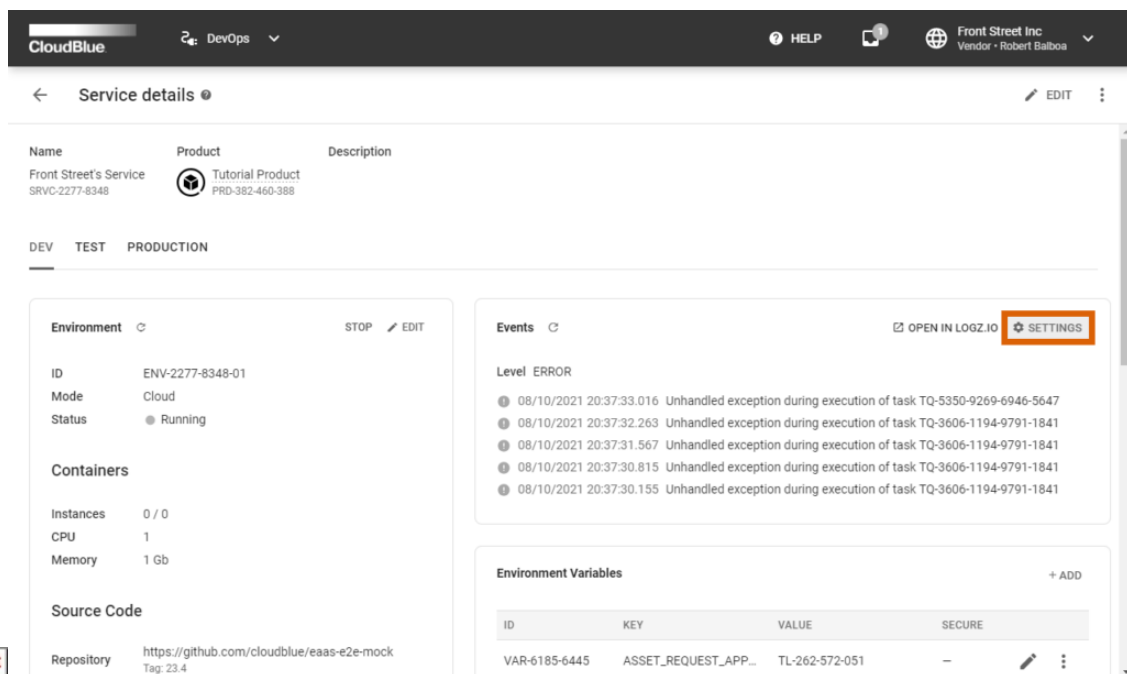 CloudBlue
DevOps
HELP
1
Front Street Inc
Vendor • Robert Balboa
Service details
EDIT
Name Product Description
Front Street's Service Tutorial Product
SRVC-2277-8348 PRD-382-460-388
DEV TEST PRODUCTION
Environment STOP EDIT
ID ENV-2277-8348-01
Mode Cloud
Status Running
Containers
Instances 0 / 0
CPU 1
Memory 1 Gb
Source Code
Repository https://github.com/cloudblue/eaas-e2e-mock
Tag: 23.4
Events OPEN IN LOGZ.IO SETTINGS
Level ERROR
08/10/2021 20:37:33.016 Unhandled exception during execution of task TQ-5350-9269-6946-5647
08/10/2021 20:37:32.263 Unhandled exception during execution of task TQ-3606-1194-9791-1841
08/10/2021 20:37:31.567 Unhandled exception during execution of task TQ-3606-1194-9791-1841
08/10/2021 20:37:30.815 Unhandled exception during execution of task TQ-3606-1194-9791-1841
08/10/2021 20:37:30.155 Unhandled exception during execution of task TQ-3606-1194-9791-1841
Environment Variables + ADD
ID KEY VALUE SECURE
VAR-6185-6445 ASSET_REQUEST_APP... TL-262-572-051 –